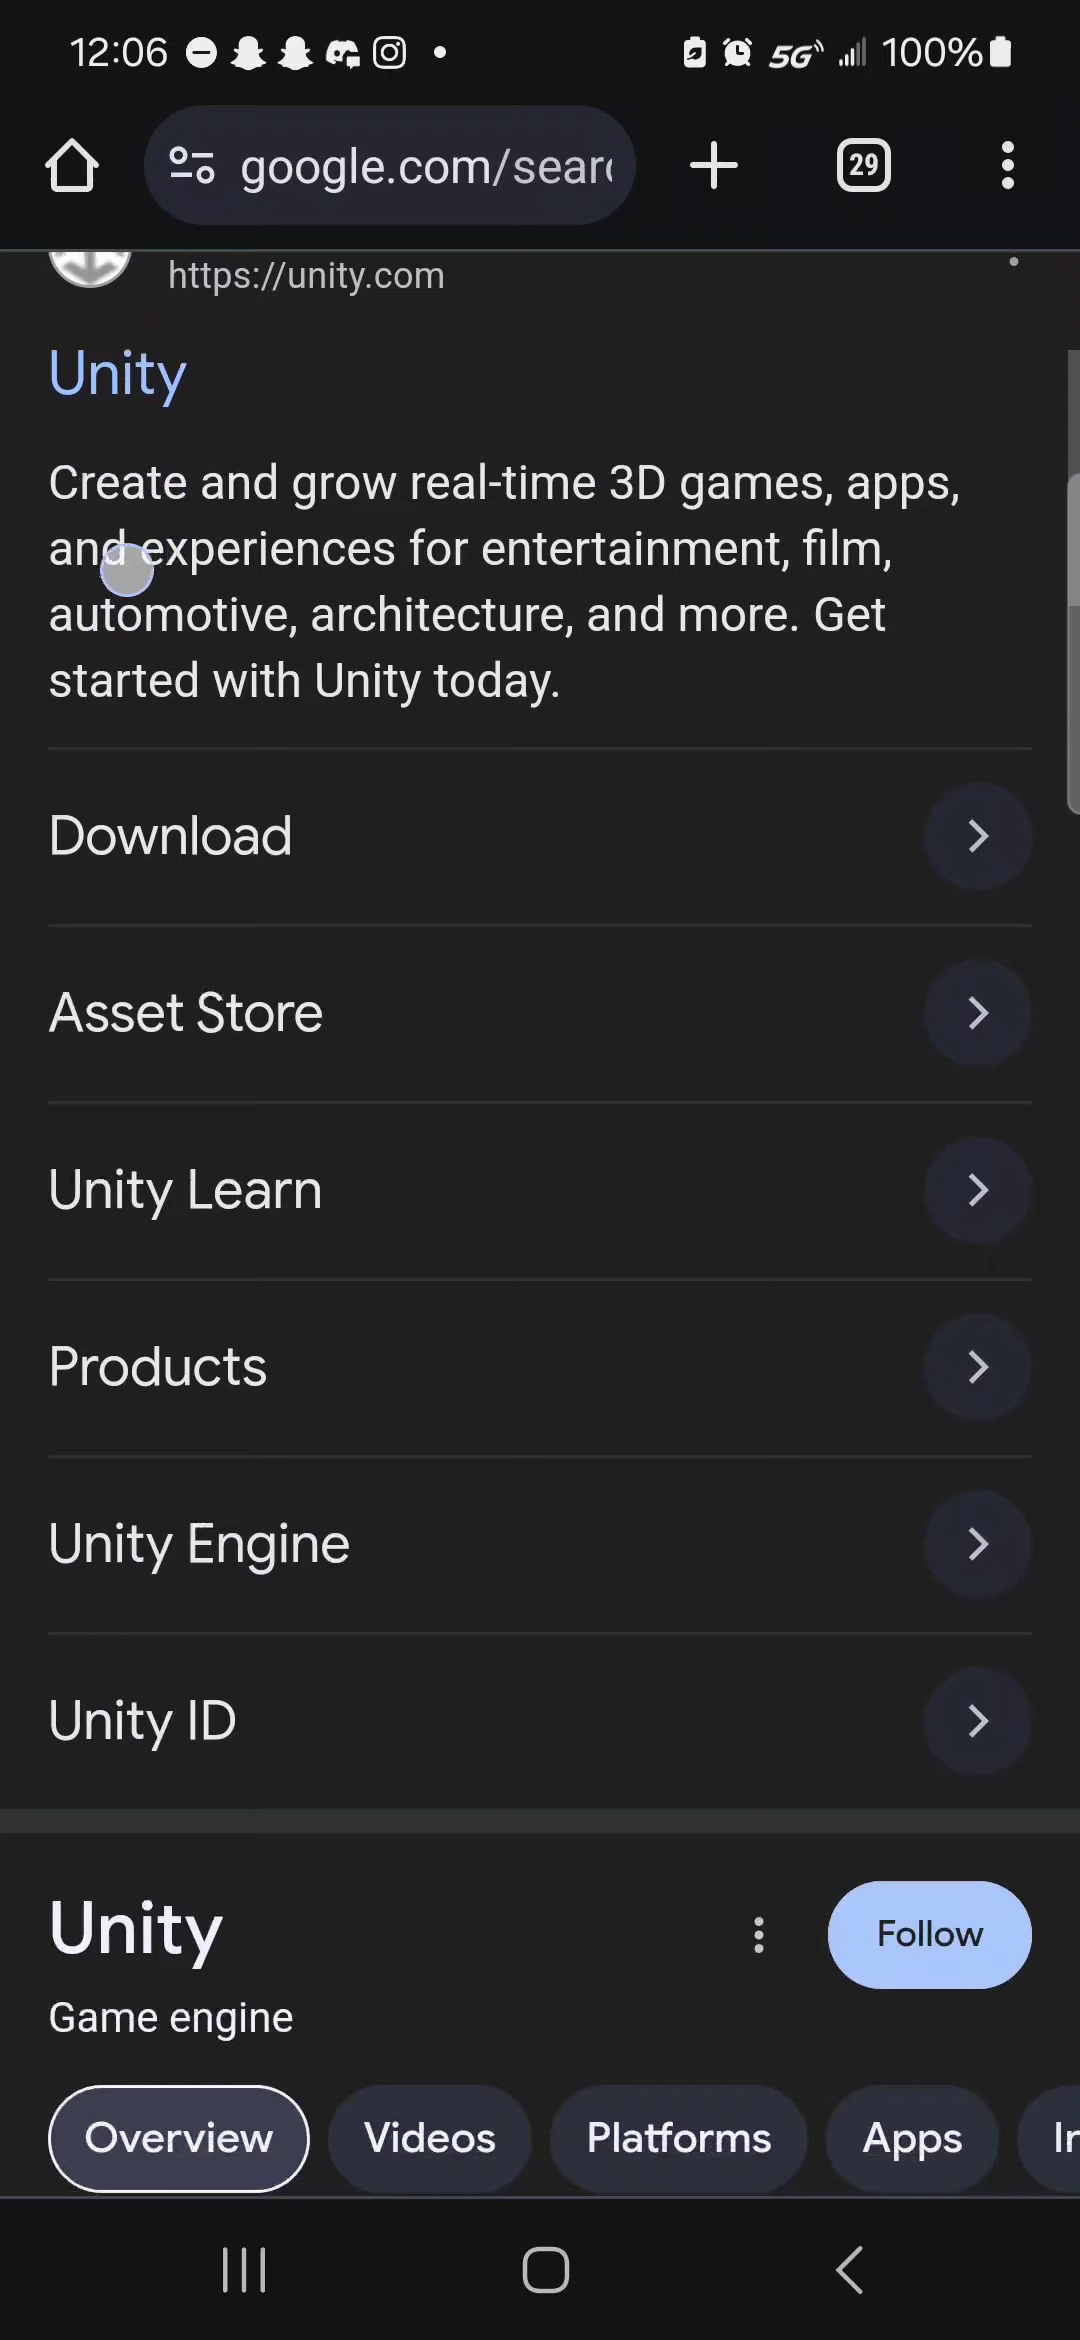 12:06
5G
100%
google.com/sear
29
https://unity.com
Unity
Create and grow real-time 3D games, apps,
and experiences for entertainment, film,
automotive, architecture, and more. Get
started with Unity today.
Download
Asset Store
Unity Learn
Products
Unity Engine
Unity ID
Unity
Follow
Game engine
Overview
Videos
Platforms
Apps